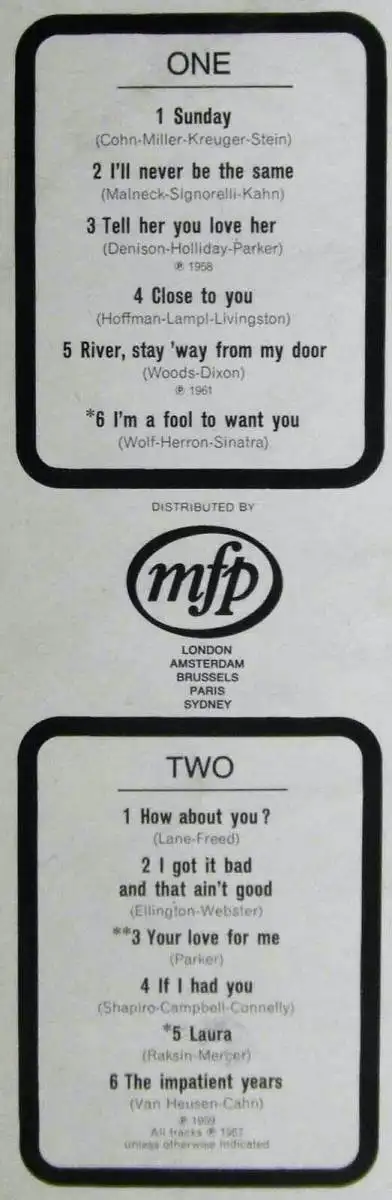 ONE
1 Sunday
(Cohn-Miller-Kreuger-Stein)
2 I'll never be the same
(Malneck-Signorelli-Kahn)
3 Tell her you love her
(Denison-Holliday-Parker)
℗ 1958
4 Close to you
(Hoffman-Lampl-Livingston)
5 River, stay 'way from my door
(Woods-Dixon)
℗ 1961
*6 I'm a fool to want you
(Wolf-Herron-Sinatra)
DISTRIBUTED BY
mfp
LONDON
AMSTERDAM
BRUSSELS
PARIS
SYDNEY
TWO
1 How about you?
(Lane-Freed)
2 I got it bad
and that ain't good
(Ellington-Webster)
**3 Your love for me
(Parker)
4 If I had you
(Shapiro-Campbell-Connelly)
*5 Laura
(Raksin-Mercer)
6 The impatient years
(Van Heusen-Cahn)
℗ 1959
All tracks ℗ 1957
unless otherwise indicated